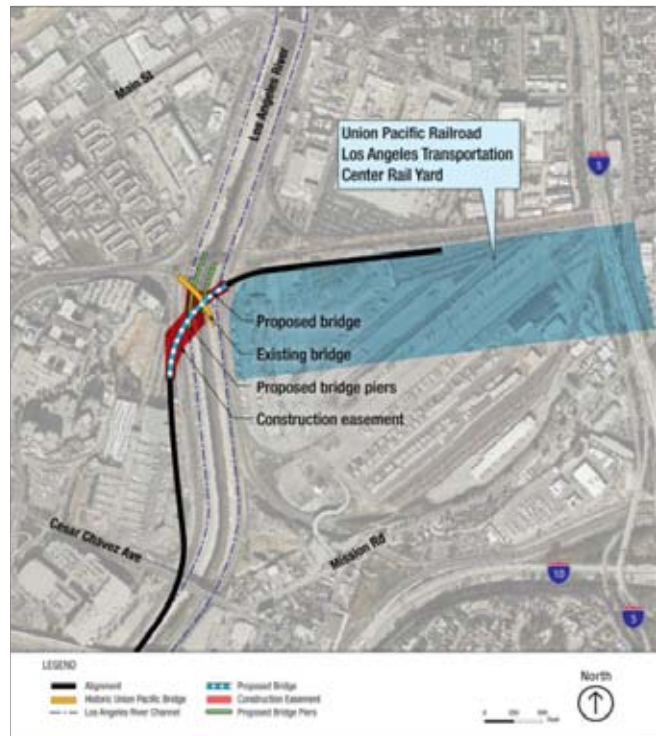 Main St
Los Angeles River
Union Pacific Railroad
Los Angeles Transportation
Center Rail Yard
5
Proposed bridge
Existing bridge
Proposed bridge piers
Construction easement
Cesar Chavez Ave
Mission Rd
10
5
LEGEND
Alignment
Historic Union Pacific Bridge
Los Angeles River Channel
Proposed Bridge
Construction Easement
Proposed Bridge Piers
0
Feet
North